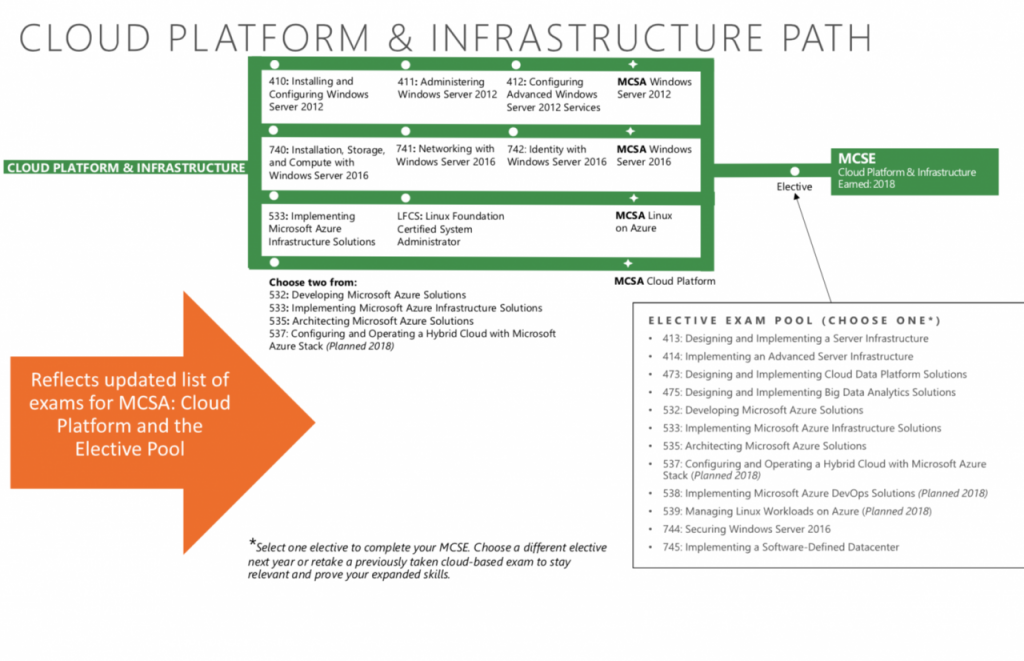 CLOUD PLATFORM & INFRASTRUCTURE PATH
CLOUD PLATFORM & INFRASTRUCTURE
410: Installing and
Configuring Windows
Server 2012
411: Administering
Windows Server 2012
412: Configuring
Advanced Windows
Server 2012 Services
MCSA Windows
Server 2012
740: Installation, Storage,
and Compute with
Windows Server 2016
741: Networking with
Windows Server 2016
742: Identity with
Windows Server 2016
MCSA Windows
Server 2016
533: Implementing
Microsoft Azure
Infrastructure Solutions
LFCS: Linux Foundation
Certified System
Administrator
MCSA Linux
on Azure
Choose two from:
532: Developing Microsoft Azure Solutions
533: Implementing Microsoft Azure Infrastructure Solutions
535: Architecting Microsoft Azure Solutions
537: Configuring and Operating a Hybrid Cloud with Microsoft
Azure Stack (Planned 2018)
MCSA Cloud Platform
Elective
MCSE
Cloud Platform & Infrastructure
Earned: 2018
ELECTIVE EXAM POOL (CHOOSE ONE*)
• 413: Designing and Implementing a Server Infrastructure
• 414: Implementing an Advanced Server Infrastructure
• 473: Designing and Implementing Cloud Data Platform Solutions
• 475: Designing and Implementing Big Data Analytics Solutions
• 532: Developing Microsoft Azure Solutions
• 533: Implementing Microsoft Azure Infrastructure Solutions
• 535: Architecting Microsoft Azure Solutions
• 537: Configuring and Operating a Hybrid Cloud with Microsoft Azure
Stack (Planned 2018)
• 538: Implementing Microsoft Azure DevOps Solutions (Planned 2018)
• 539: Managing Linux Workloads on Azure (Planned 2018)
• 744: Securing Windows Server 2016
• 745: Implementing a Software-Defined Datacenter
Reflects updated list of
exams for MCSA: Cloud
Platform and the
Elective Pool
*Select one elective to complete your MCSE. Choose a different elective
next year or retake a previously taken cloud-based exam to stay
relevant and prove your expanded skills.